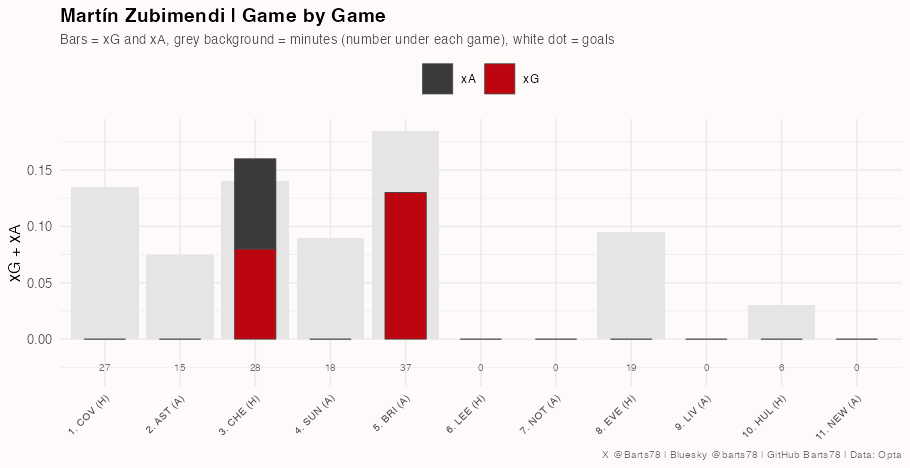 Martín Zubimendi | Game by Game
Bars = xG and xA, grey background = minutes (number under each game), white dot = goals
xA xG
xG + xA
0.15
0.10
0.05
0.00
27 15 28 18 37 0 0 19 0 6 0
1. COV (H) 2. AST (A) 3. CHE (H) 4. SUN (A) 5. BRI (A) 6. LEE (H) 7. NOT (A) 8. EVE (H) 9. LIV (A) 10. HUL (H) 11. NEW (A)
X @Barts78 | Bluesky @barts78 | GitHub Barts78 | Data: Opta